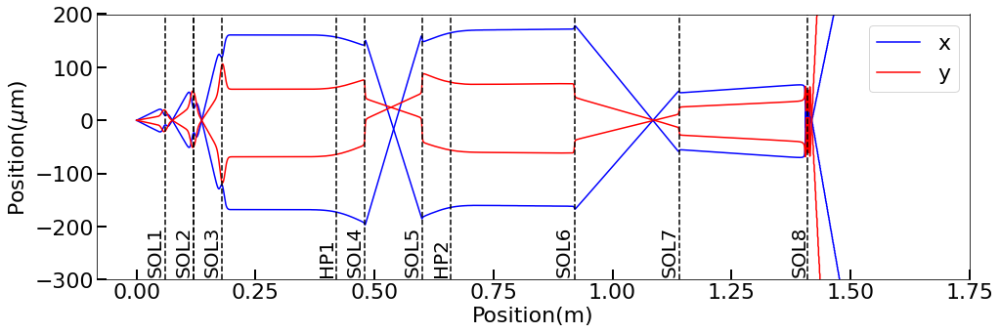 200
100
0
−100
−200
−300
Position(μm)
x
y
SOL1
SOL2
SOL3
HP1
SOL4
SOL5
HP2
SOL6
SOL7
SOL8
0.00 0.25 0.50 0.75 1.00 1.25 1.50 1.75
Position(m)